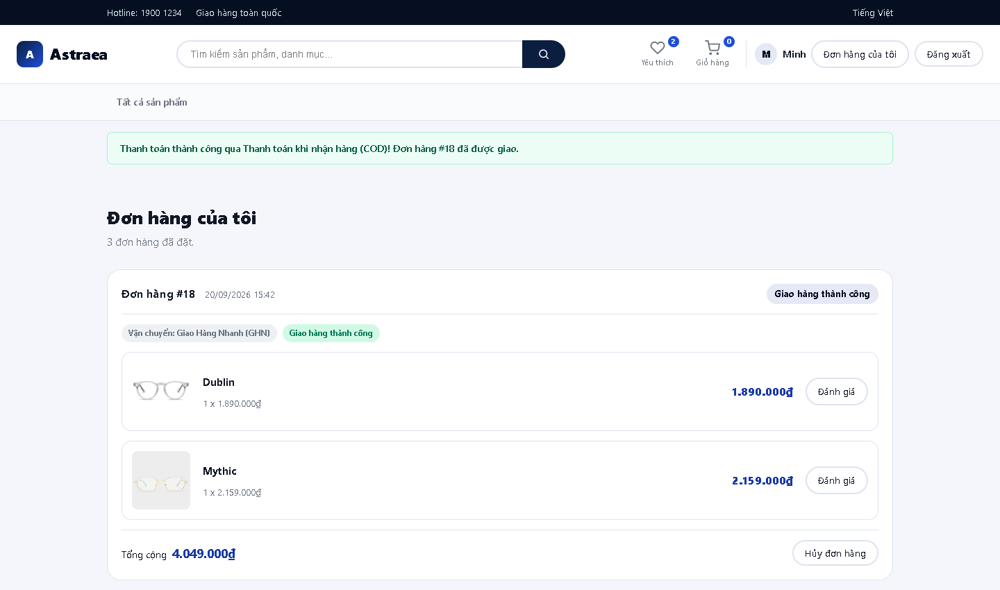 Hotline: 1900 1234 Giao hàng toàn quốc Tiếng Việt
A Astraea Tìm kiếm sản phẩm, danh mục... 2 Yêu thích 0 Giỏ hàng M Minh Đơn hàng của tôi Đăng xuất
Tất cả sản phẩm
Thanh toán thành công qua Thanh toán khi nhận hàng (COD)! Đơn hàng #18 đã được giao.
Đơn hàng của tôi
3 đơn hàng đã đặt.
Đơn hàng #18 20/09/2026 15:42 Giao hàng thành công
Vận chuyển: Giao Hàng Nhanh (GHN) Giao hàng thành công
Dublin
1 x 1.890.000₫
1.890.000₫ Đánh giá
Mythic
1 x 2.159.000₫
2.159.000₫ Đánh giá
Tổng cộng 4.049.000₫ Hủy đơn hàng